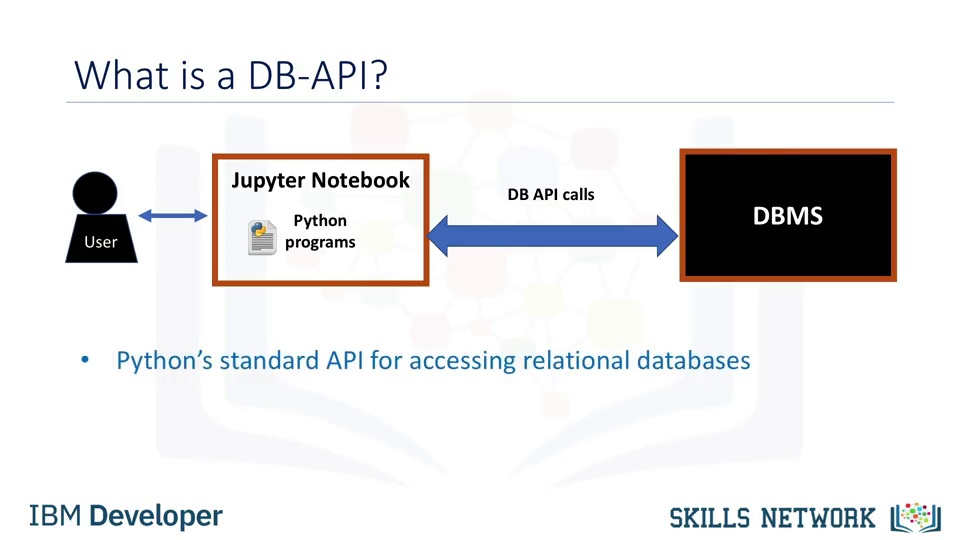 What is a DB-API?
User
Jupyter Notebook
Python
programs
DB API calls
DBMS
• Python’s standard API for accessing relational databases
IBM Developer
SKILLS NETWORK